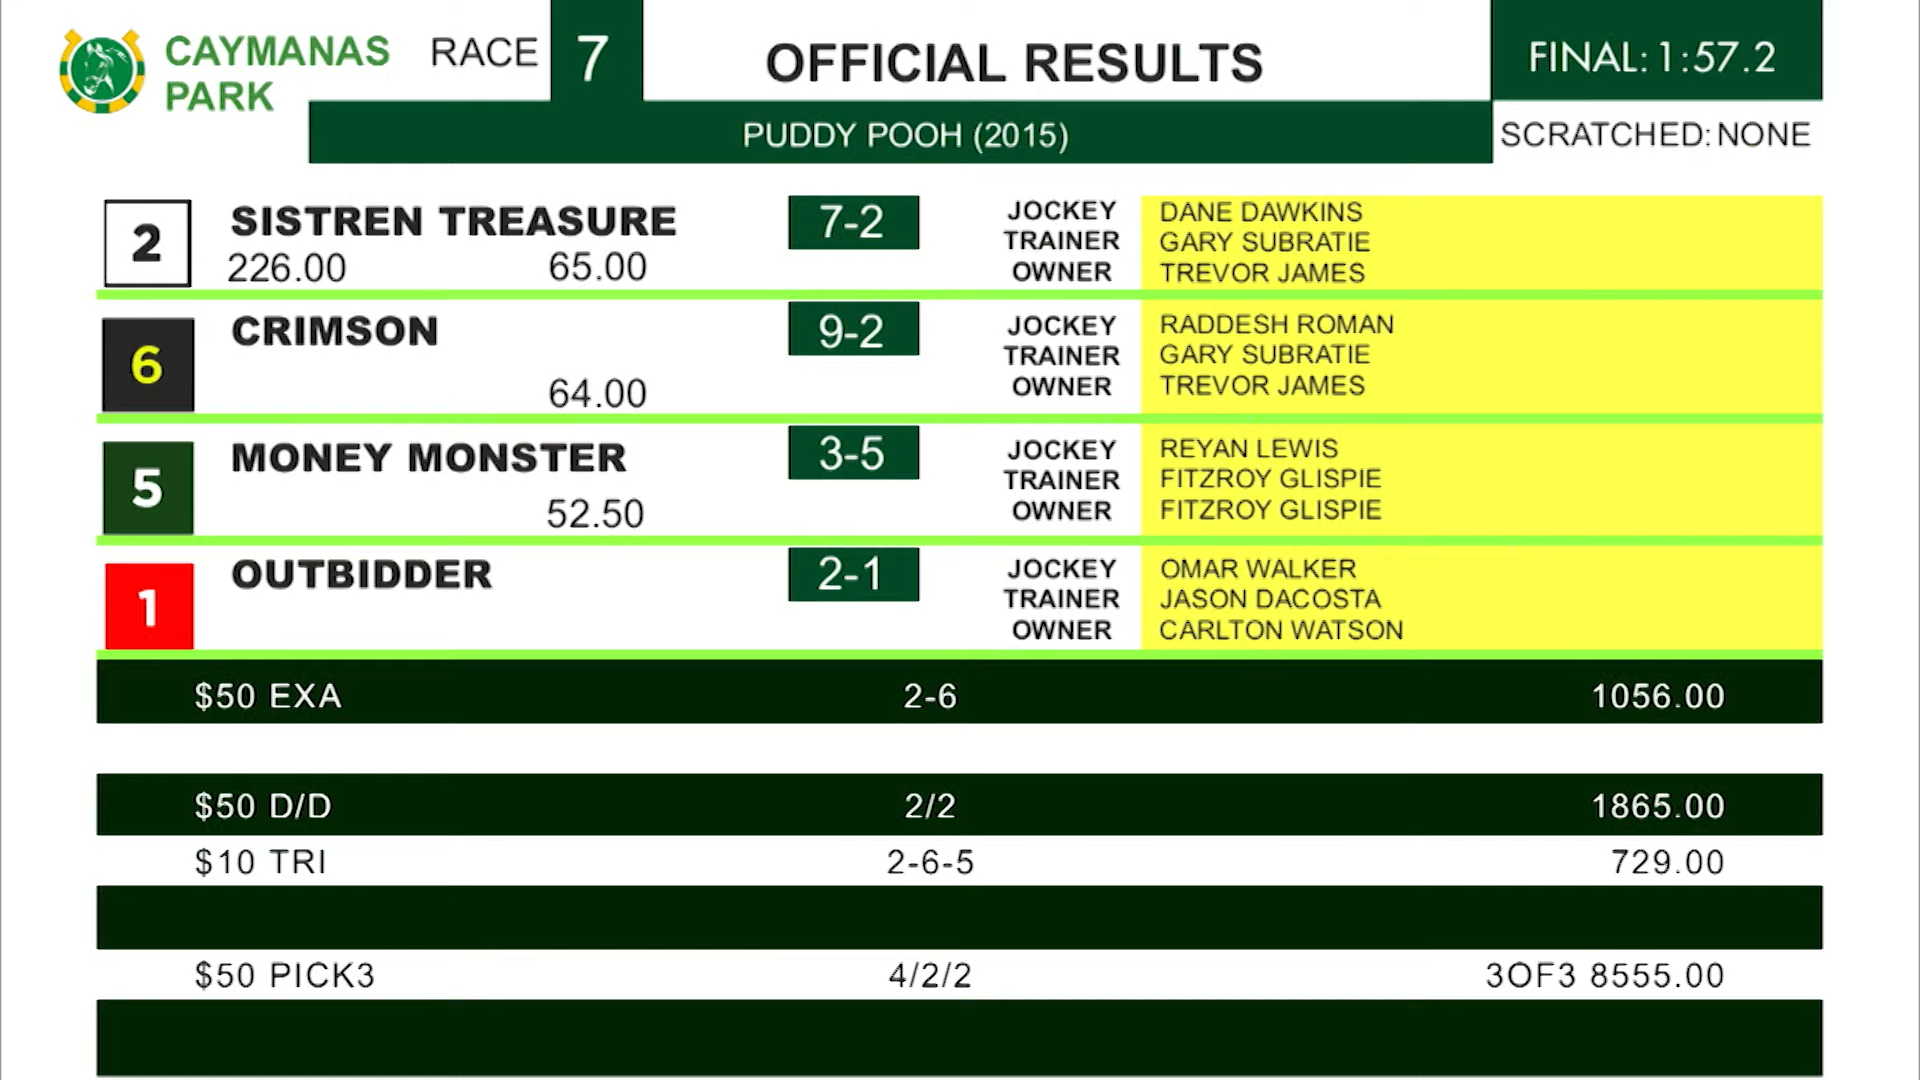 CAYMANAS PARK
RACE 7
OFFICIAL RESULTS
FINAL: 1:57.2
PUDDY POOH (2015)
SCRATCHED: NONE
2 SISTREN TREASURE 7-2 JOCKEY DANE DAWKINS
TRAINER GARY SUBRATIE
226.00 65.00 OWNER TREVOR JAMES
6 CRIMSON 9-2 JOCKEY RADDESH ROMAN
TRAINER GARY SUBRATIE
64.00 OWNER TREVOR JAMES
5 MONEY MONSTER 3-5 JOCKEY REYAN LEWIS
TRAINER FITZROY GLISPIE
52.50 OWNER FITZROY GLISPIE
1 OUTBIDDER 2-1 JOCKEY OMAR WALKER
TRAINER JASON DACOSTA
OWNER CARLTON WATSON
$50 EXA 2-6 1056.00
$50 D/D 2/2 1865.00
$10 TRI 2-6-5 729.00
$50 PICK3 4/2/2 3OF3 8555.00